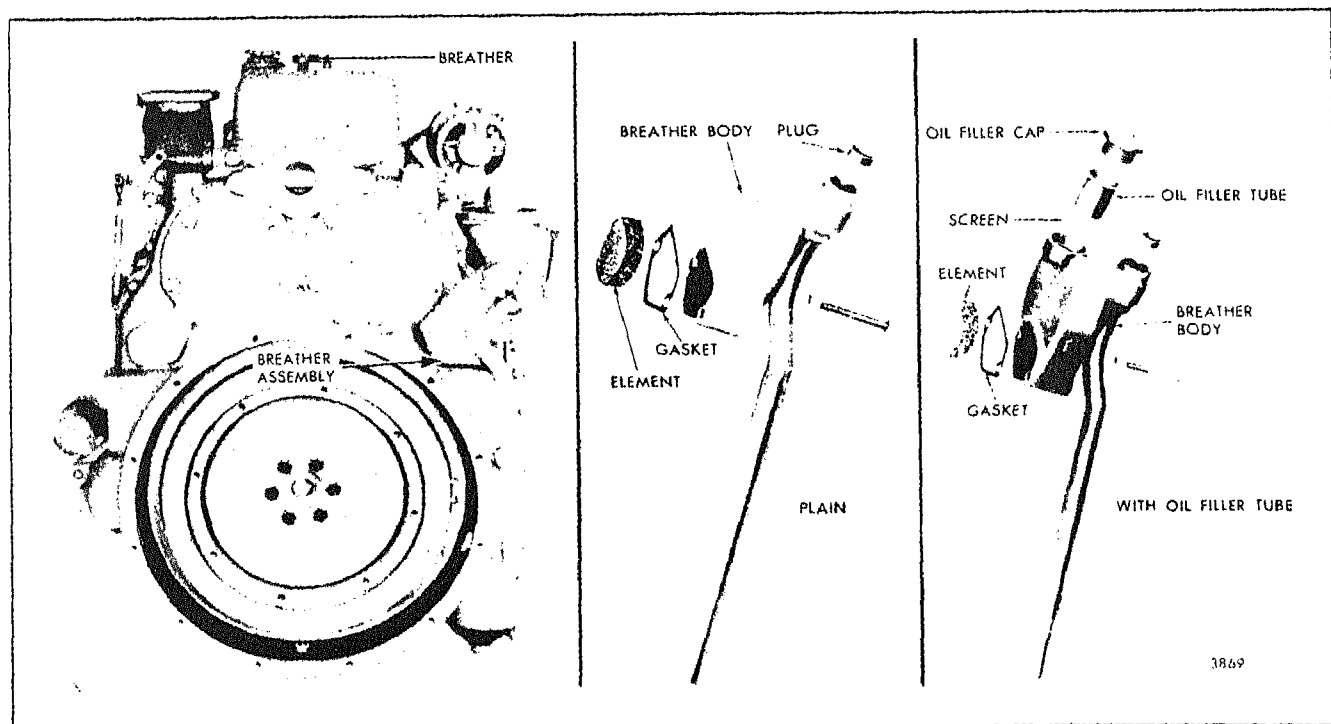 BREATHER
BREATHER
ASSEMBLY
BREATHER BODY
PLUG
ELEMENT
GASKET
PLAIN
OIL FILLER CAP
OIL FILLER TUBE
SCREEN
ELEMENT
BREATHER
BODY
GASKET
WITH OIL FILLER TUBE
3869